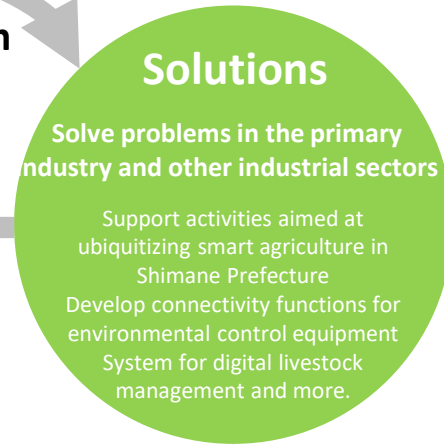 Solutions
Solve problems in the primary
industry and other industrial sectors
Support activities aimed at
ubiquitizing smart agriculture in
Shimane Prefecture
Develop connectivity functions for
environmental control equipment
System for digital livestock
management and more.